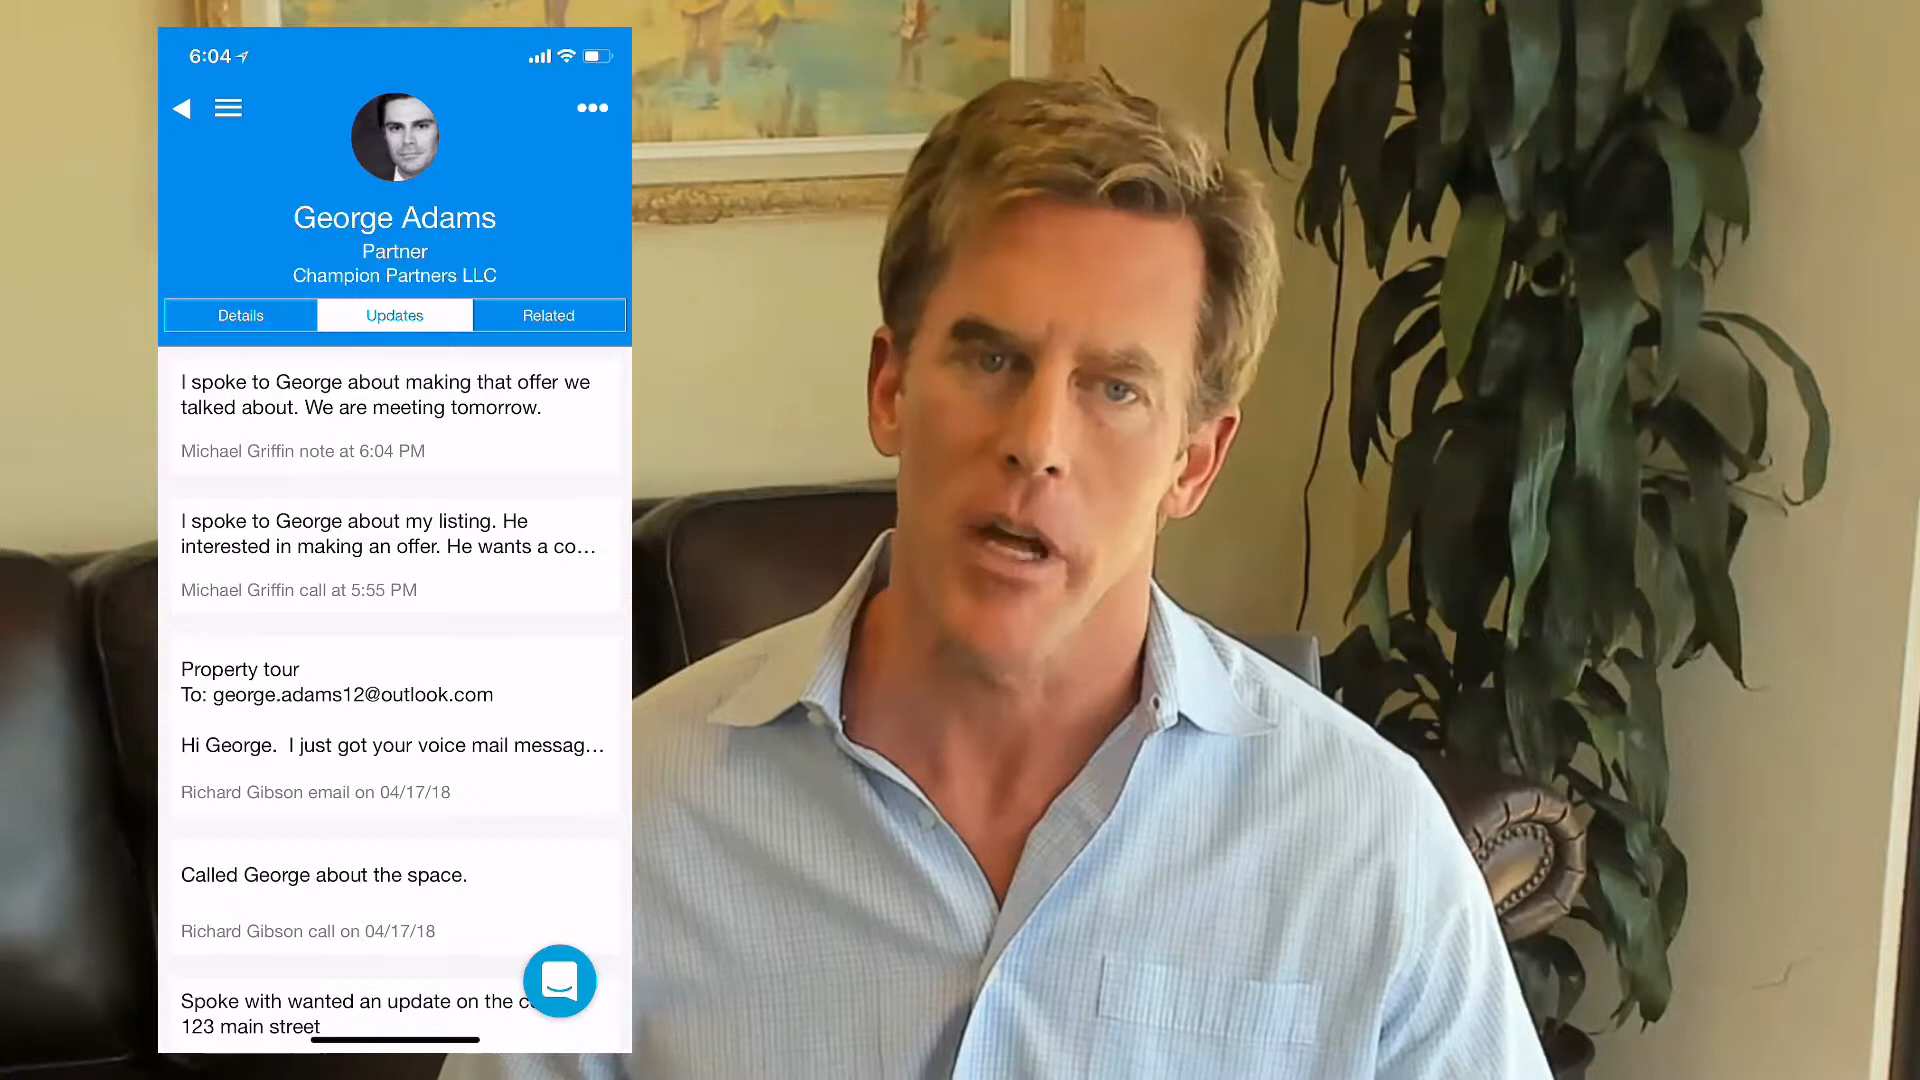 6:04
George Adams
Partner
Champion Partners LLC
Details
Updates
Related
I spoke to George about making that offer we
talked about. We are meeting tomorrow.
Michael Griffin note at 6:04 PM
I spoke to George about my listing. He
interested in making an offer. He wants a co…
Michael Griffin call at 5:55 PM
Property tour
To: george.adams12@outlook.com
Hi George.  I just got your voice mail messag…
Richard Gibson email on 04/17/18
Called George about the space.
Richard Gibson call on 04/17/18
Spoke with wanted an update on the
123 main street